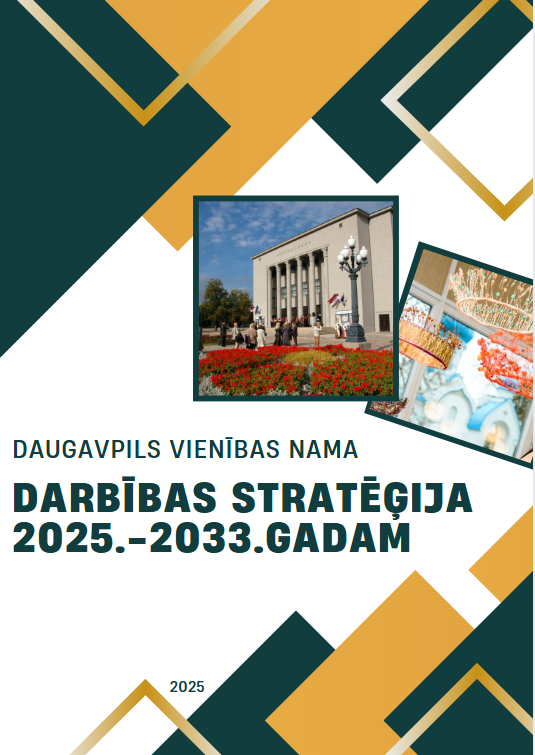 DAUGAVPILS VIENĪBAS NAMA
DARBĪBAS STRATĒĢIJA
2025.-2033.GADAM
2025